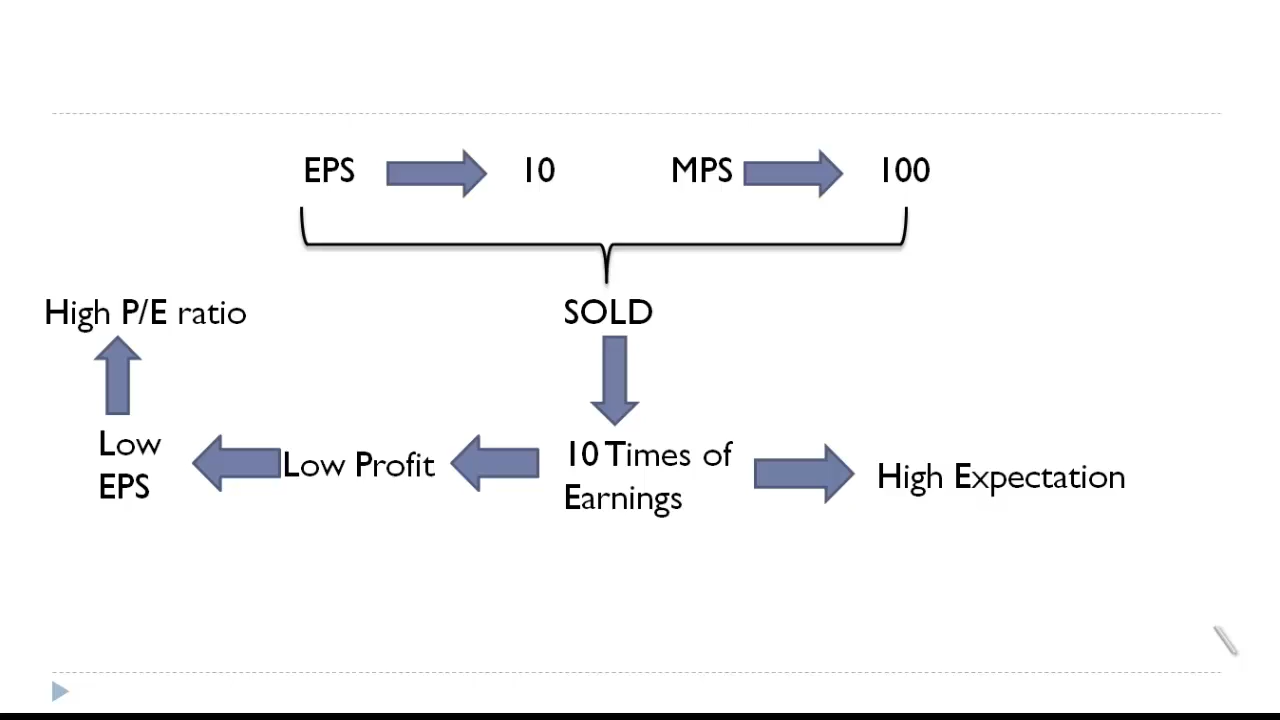 EPS 10 MPS 100
High P/E ratio
SOLD
Low
EPS
Low Profit
10 Times of
Earnings
High Expectation